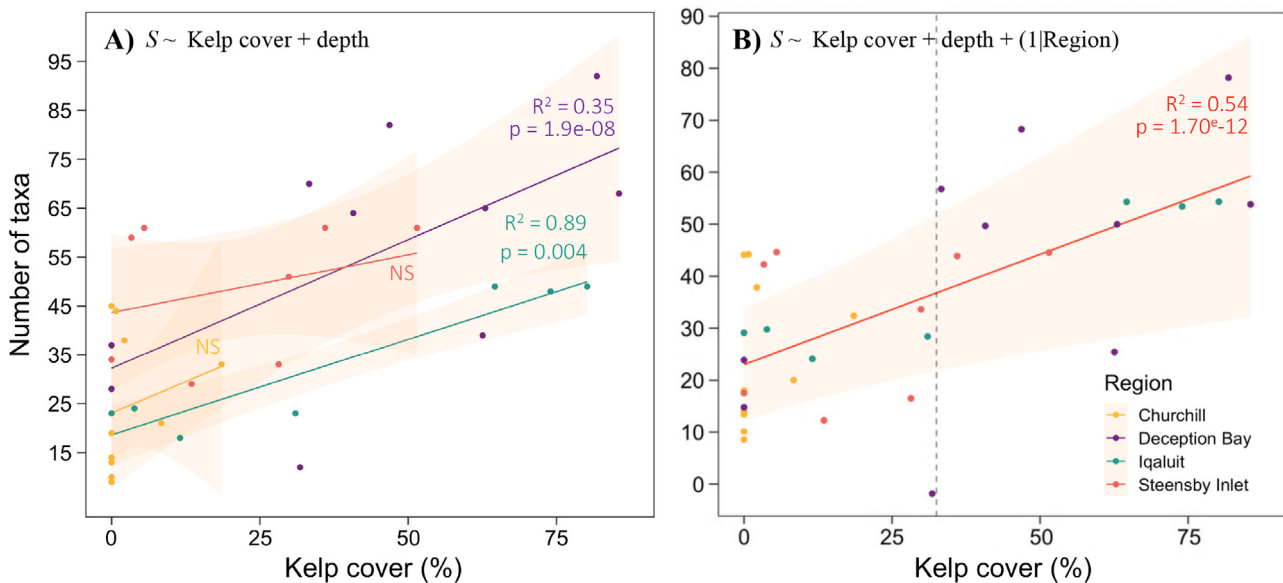 A) S ~ Kelp cover + depth
Number of taxa
95
85
75
65
55
45
35
25
15
R² = 0.35
p = 1.9e-08
R² = 0.89
p = 0.004
NS
NS
0
25
50
75
Kelp cover (%)
B) S ~ Kelp cover + depth + (1|Region)
90
80
70
60
50
40
30
20
10
0
R² = 0.54
p = 1.70ᵉ-12
Region
Churchill
Deception Bay
Iqaluit
Steensby Inlet
0
25
50
75
Kelp cover (%)